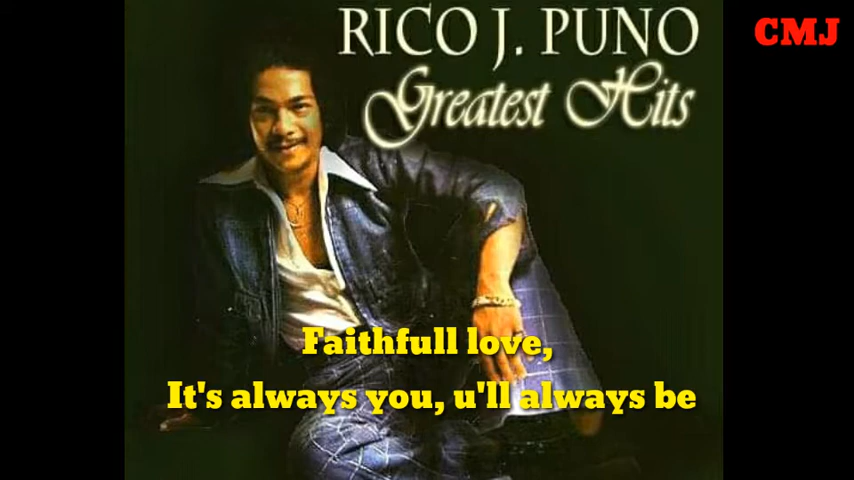 RICO J. PUNO
CMJ
Greatest Hits
Faithfull love,
It's always you, u'll always be